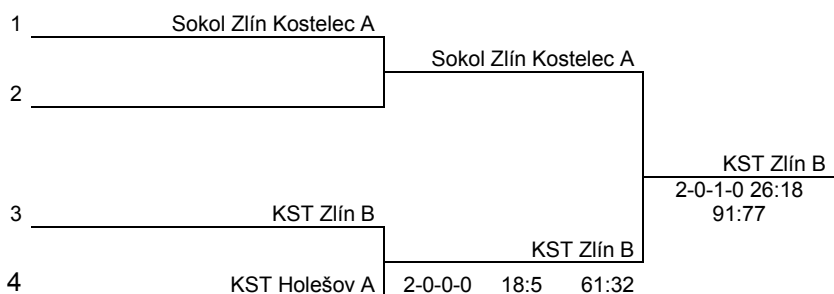 1 Sokol Zlín Kostelec A
Sokol Zlín Kostelec A
2
KST Zlín B
2-0-1-0 26:18
91:77
3 KST Zlín B
KST Zlín B
4 KST Holešov A 2-0-0-0 18:5 61:32